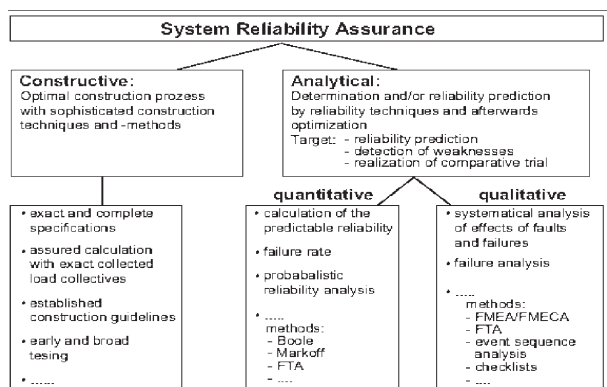 System Reliability Assurance
Constructive:
Optimal construction prozess
with sophisticated construction
techniques and -methods
Analytical:
Determination and/or reliability prediction
by reliability techniques and afterwards
optimization
Target: - reliability prediction
- detection of weaknesses
- realization of comparative trial
• exact and complete
specifications
• assured calculation
with exact collected
load collectives
• established
construction guidelines
• early and broad
tesing
• ......
quantitative
• calculation of the
predictable reliability
• failure rate
• probabalistic
reliability analysis
• .....
methods:
- Boole
- Markoff
- FTA
- ....
qualitative
• systematical analysis
of effects of faults
and failures
• failure analysis
• .....
methods:
- FMEA/FMECA
- FTA
- event sequence
analysis
- checklists
- ....